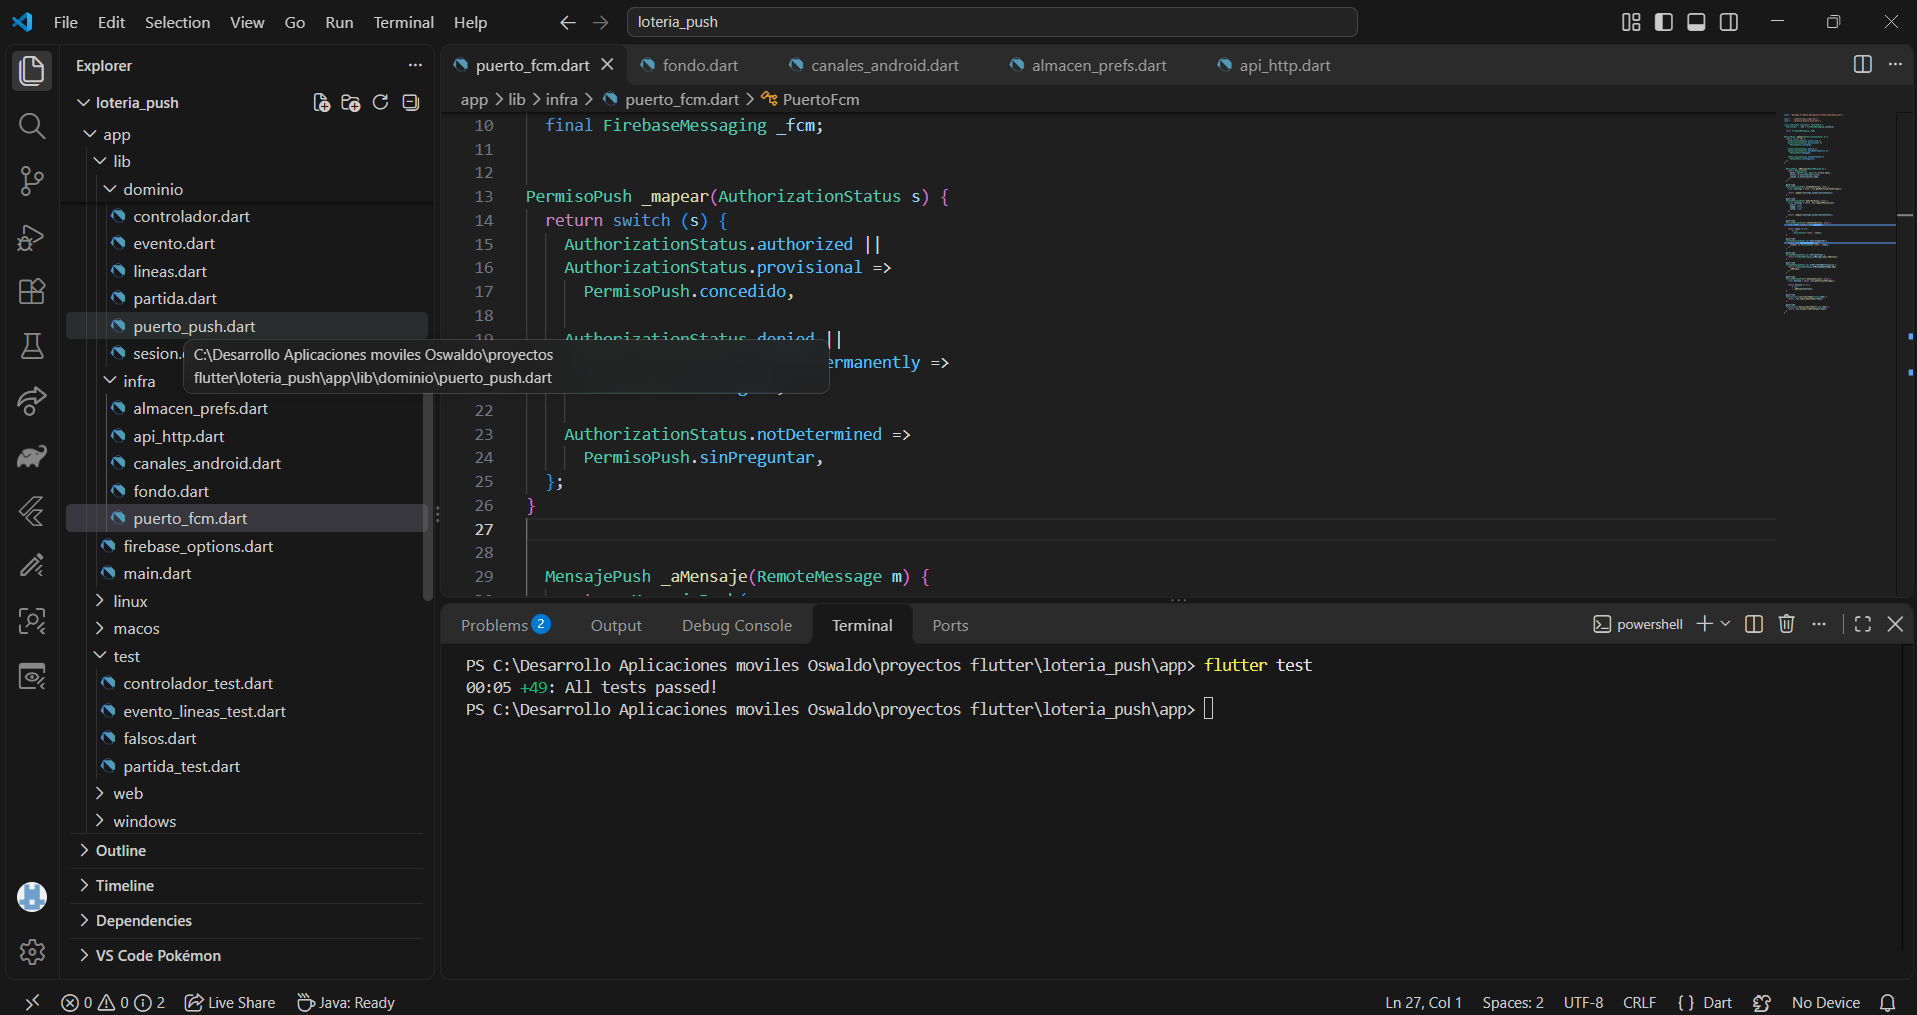 File Edit Selection View Go Run Terminal Help
loteria_push
Explorer
loteria_push
app
lib
dominio
controlador.dart
evento.dart
lineas.dart
partida.dart
puerto_push.dart
sesion.
C:\Desarrollo Aplicaciones moviles Oswaldo\proyectos
flutter\loteria_push\app\lib\dominio\puerto_push.dart
infra
almacen_prefs.dart
api_http.dart
canales_android.dart
fondo.dart
puerto_fcm.dart
firebase_options.dart
main.dart
linux
macos
test
controlador_test.dart
evento_lineas_test.dart
falsos.dart
partida_test.dart
web
windows
Outline
Timeline
Dependencies
VS Code Pokémon
puerto_fcm.dart fondo.dart canales_android.dart almacen_prefs.dart api_http.dart
app > lib > infra > puerto_fcm.dart > PuertoFcm
10 final FirebaseMessaging _fcm;
11
12
13 PermisoPush _mapear(AuthorizationStatus s) {
14 return switch (s) {
15 AuthorizationStatus.authorized ||
16 AuthorizationStatus.provisional =>
17 PermisoPush.concedido,
18
19 AuthorizationStatus.denied ||
ermanently =>
22
23 AuthorizationStatus.notDetermined =>
24 PermisoPush.sinPreguntar,
25 };
26 }
27
28
29 MensajePush _aMensaje(RemoteMessage m) {
Problems 2 Output Debug Console Terminal Ports
powershell
PS C:\Desarrollo Aplicaciones moviles Oswaldo\proyectos flutter\loteria_push\app> flutter test
00:05 +49: All tests passed!
PS C:\Desarrollo Aplicaciones moviles Oswaldo\proyectos flutter\loteria_push\app>
0 0 2 Live Share Java: Ready
Ln 27, Col 1 Spaces: 2 UTF-8 CRLF { } Dart No Device